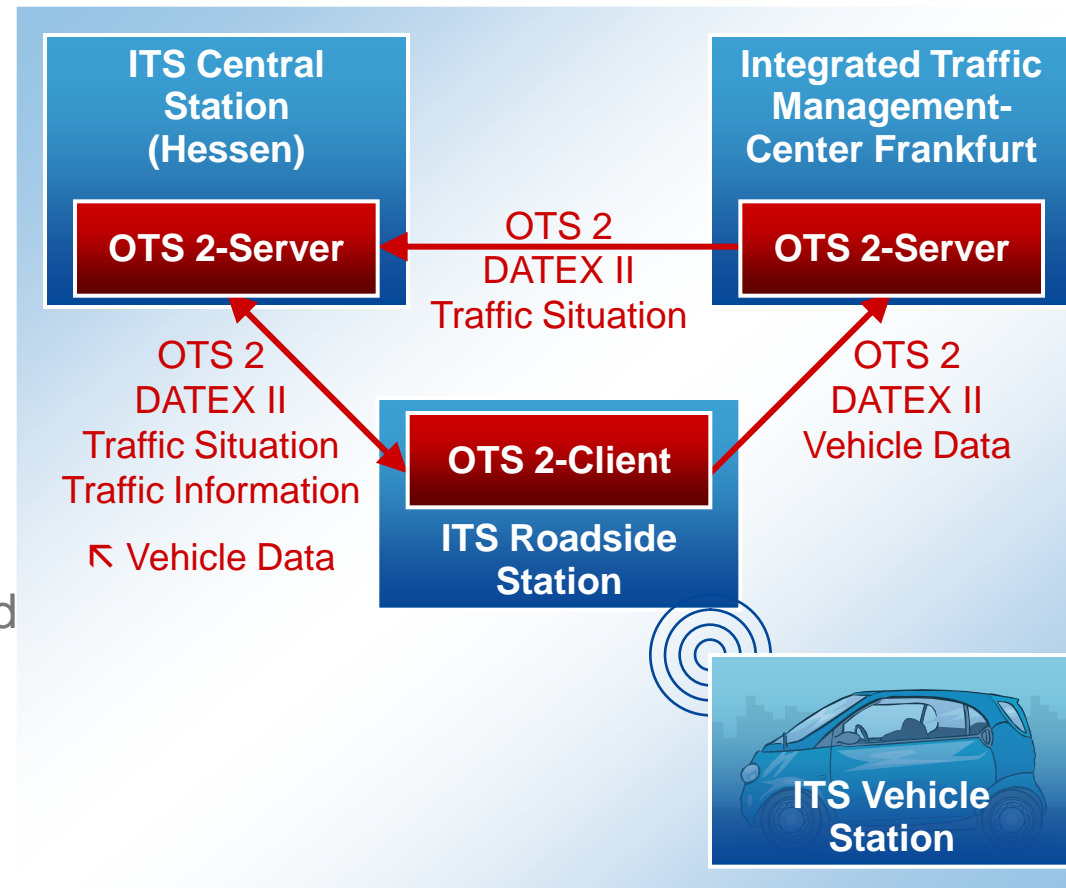 ITS Central
Station
(Hessen)
OTS 2-Server
Integrated Traffic
Management-
Center Frankfurt
OTS 2-Server
OTS 2
DATEX II
Traffic Situation
OTS 2
DATEX II
Traffic Situation
Traffic Information
↖ Vehicle Data
OTS 2
DATEX II
Vehicle Data
OTS 2-Client
ITS Roadside
Station
d
ITS Vehicle
Station